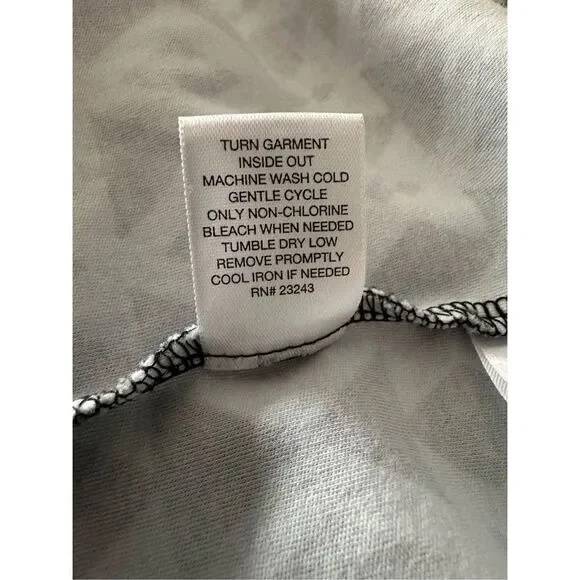 TURN GARMENT
INSIDE OUT
MACHINE WASH COLD
GENTLE CYCLE
ONLY NON-CHLORINE
BLEACH WHEN NEEDED
TUMBLE DRY LOW
REMOVE PROMPTLY
COOL IRON IF NEEDED
RN# 23243